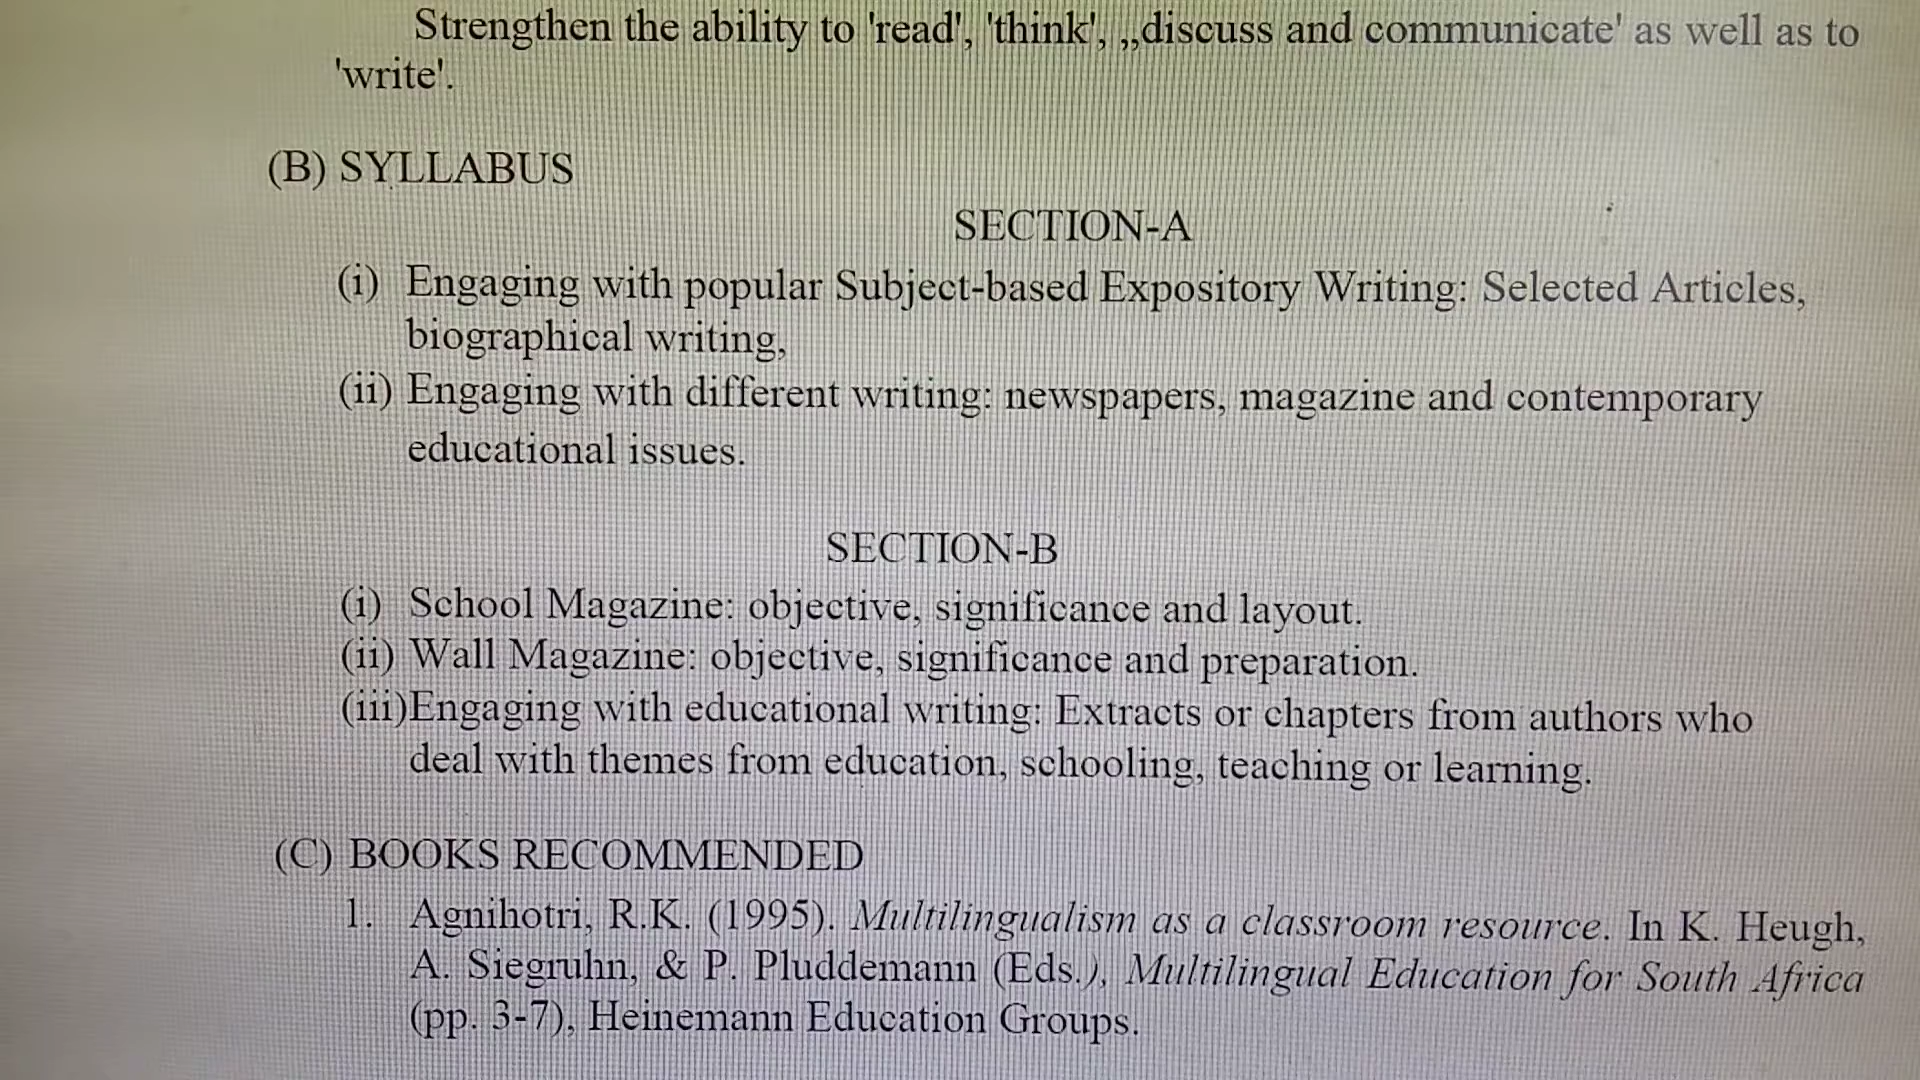 Strengthen the ability to 'read', 'think', ,,discuss and communicate' as well as to
'write'.
(B) SYLLABUS
SECTION-A
(i) Engaging with popular Subject-based Expository Writing: Selected Articles,
biographical writing,
(ii) Engaging with different writing: newspapers, magazine and contemporary
educational issues.
SECTION-B
(i) School Magazine: objective, significance and layout.
(ii) Wall Magazine: objective, significance and preparation.
(iii)Engaging with educational writing: Extracts or chapters from authors who
deal with themes from education, schooling, teaching or learning.
(C) BOOKS RECOMMENDED
1. Agnihotri, R.K. (1995). Multilingualism as a classroom resource. In K. Heugh,
A. Siegruhn, & P. Pluddemann (Eds.), Multilingual Education for South Africa
(pp. 3-7), Heinemann Education Groups.